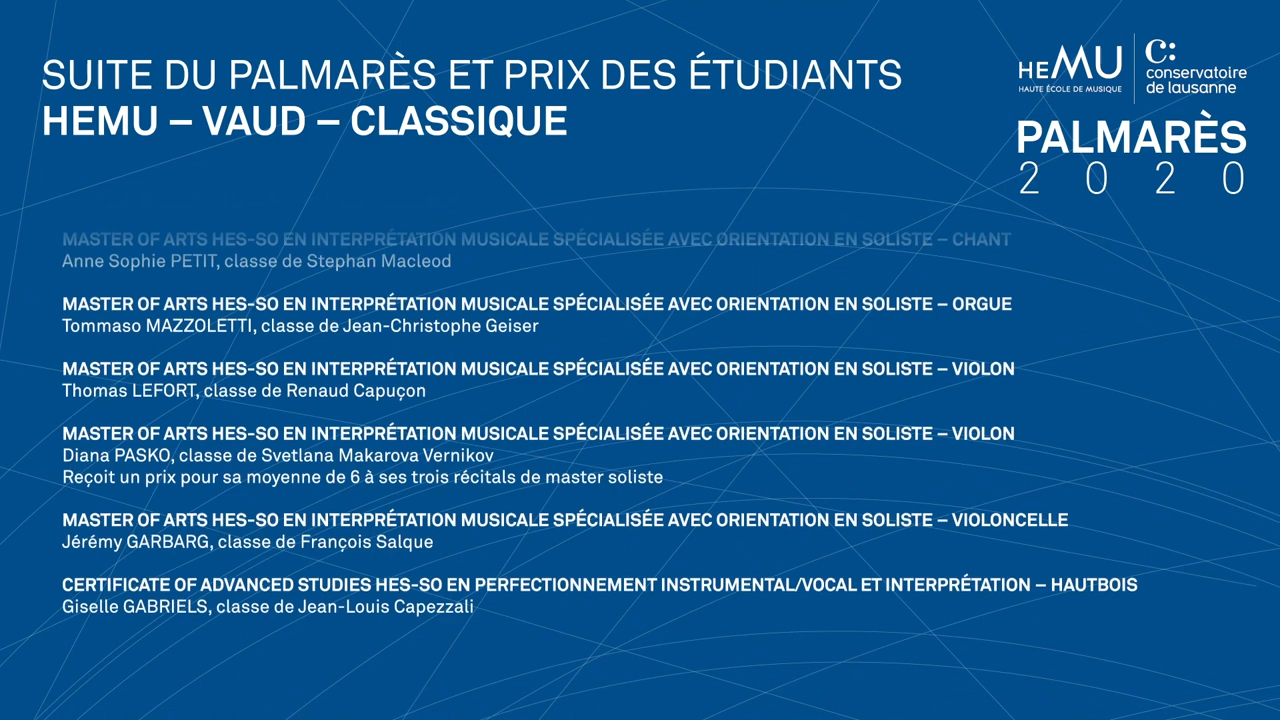 SUITE DU PALMARÈS ET PRIX DES ÉTUDIANTS
HEMU – VAUD – CLASSIQUE
HEMU
HAUTE ÉCOLE DE MUSIQUE
c:
conservatoire
de lausanne
PALMARÈS
2020
MASTER OF ARTS HES-SO EN INTERPRÉTATION MUSICALE SPÉCIALISÉE AVEC ORIENTATION EN SOLISTE – CHANT
Anne Sophie PETIT, classe de Stephan Macleod
MASTER OF ARTS HES-SO EN INTERPRÉTATION MUSICALE SPÉCIALISÉE AVEC ORIENTATION EN SOLISTE – ORGUE
Tommaso MAZZOLETTI, classe de Jean-Christophe Geiser
MASTER OF ARTS HES-SO EN INTERPRÉTATION MUSICALE SPÉCIALISÉE AVEC ORIENTATION EN SOLISTE – VIOLON
Thomas LEFORT, classe de Renaud Capuçon
MASTER OF ARTS HES-SO EN INTERPRÉTATION MUSICALE SPÉCIALISÉE AVEC ORIENTATION EN SOLISTE – VIOLON
Diana PASKO, classe de Svetlana Makarova Vernikov
Reçoit un prix pour sa moyenne de 6 à ses trois récitals de master soliste
MASTER OF ARTS HES-SO EN INTERPRÉTATION MUSICALE SPÉCIALISÉE AVEC ORIENTATION EN SOLISTE – VIOLONCELLE
Jérémy GARBARG, classe de François Salque
CERTIFICATE OF ADVANCED STUDIES HES-SO EN PERFECTIONNEMENT INSTRUMENTAL/VOCAL ET INTERPRÉTATION – HAUTBOIS
Giselle GABRIELS, classe de Jean-Louis Capezzali